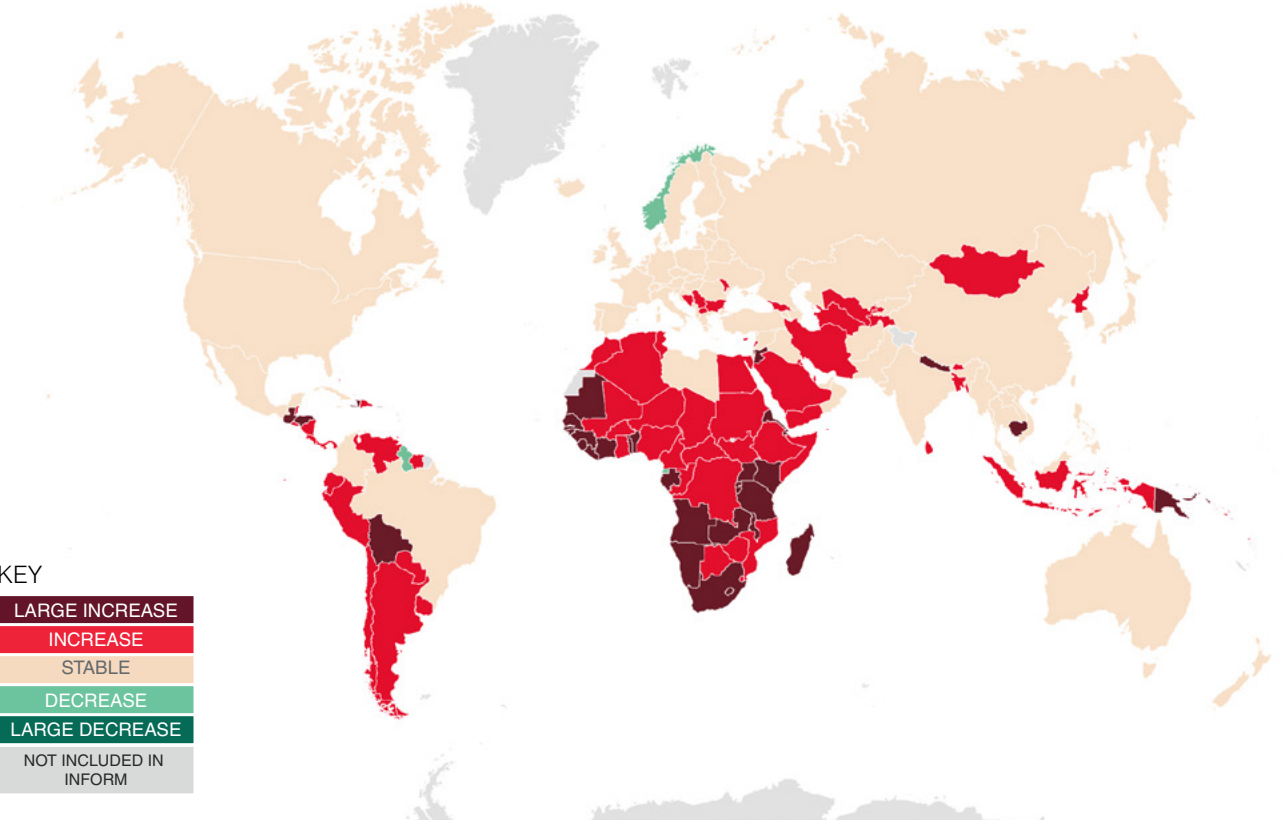 KEY
LARGE INCREASE
INCREASE
STABLE
DECREASE
LARGE DECREASE
NOT INCLUDED IN
INFORM